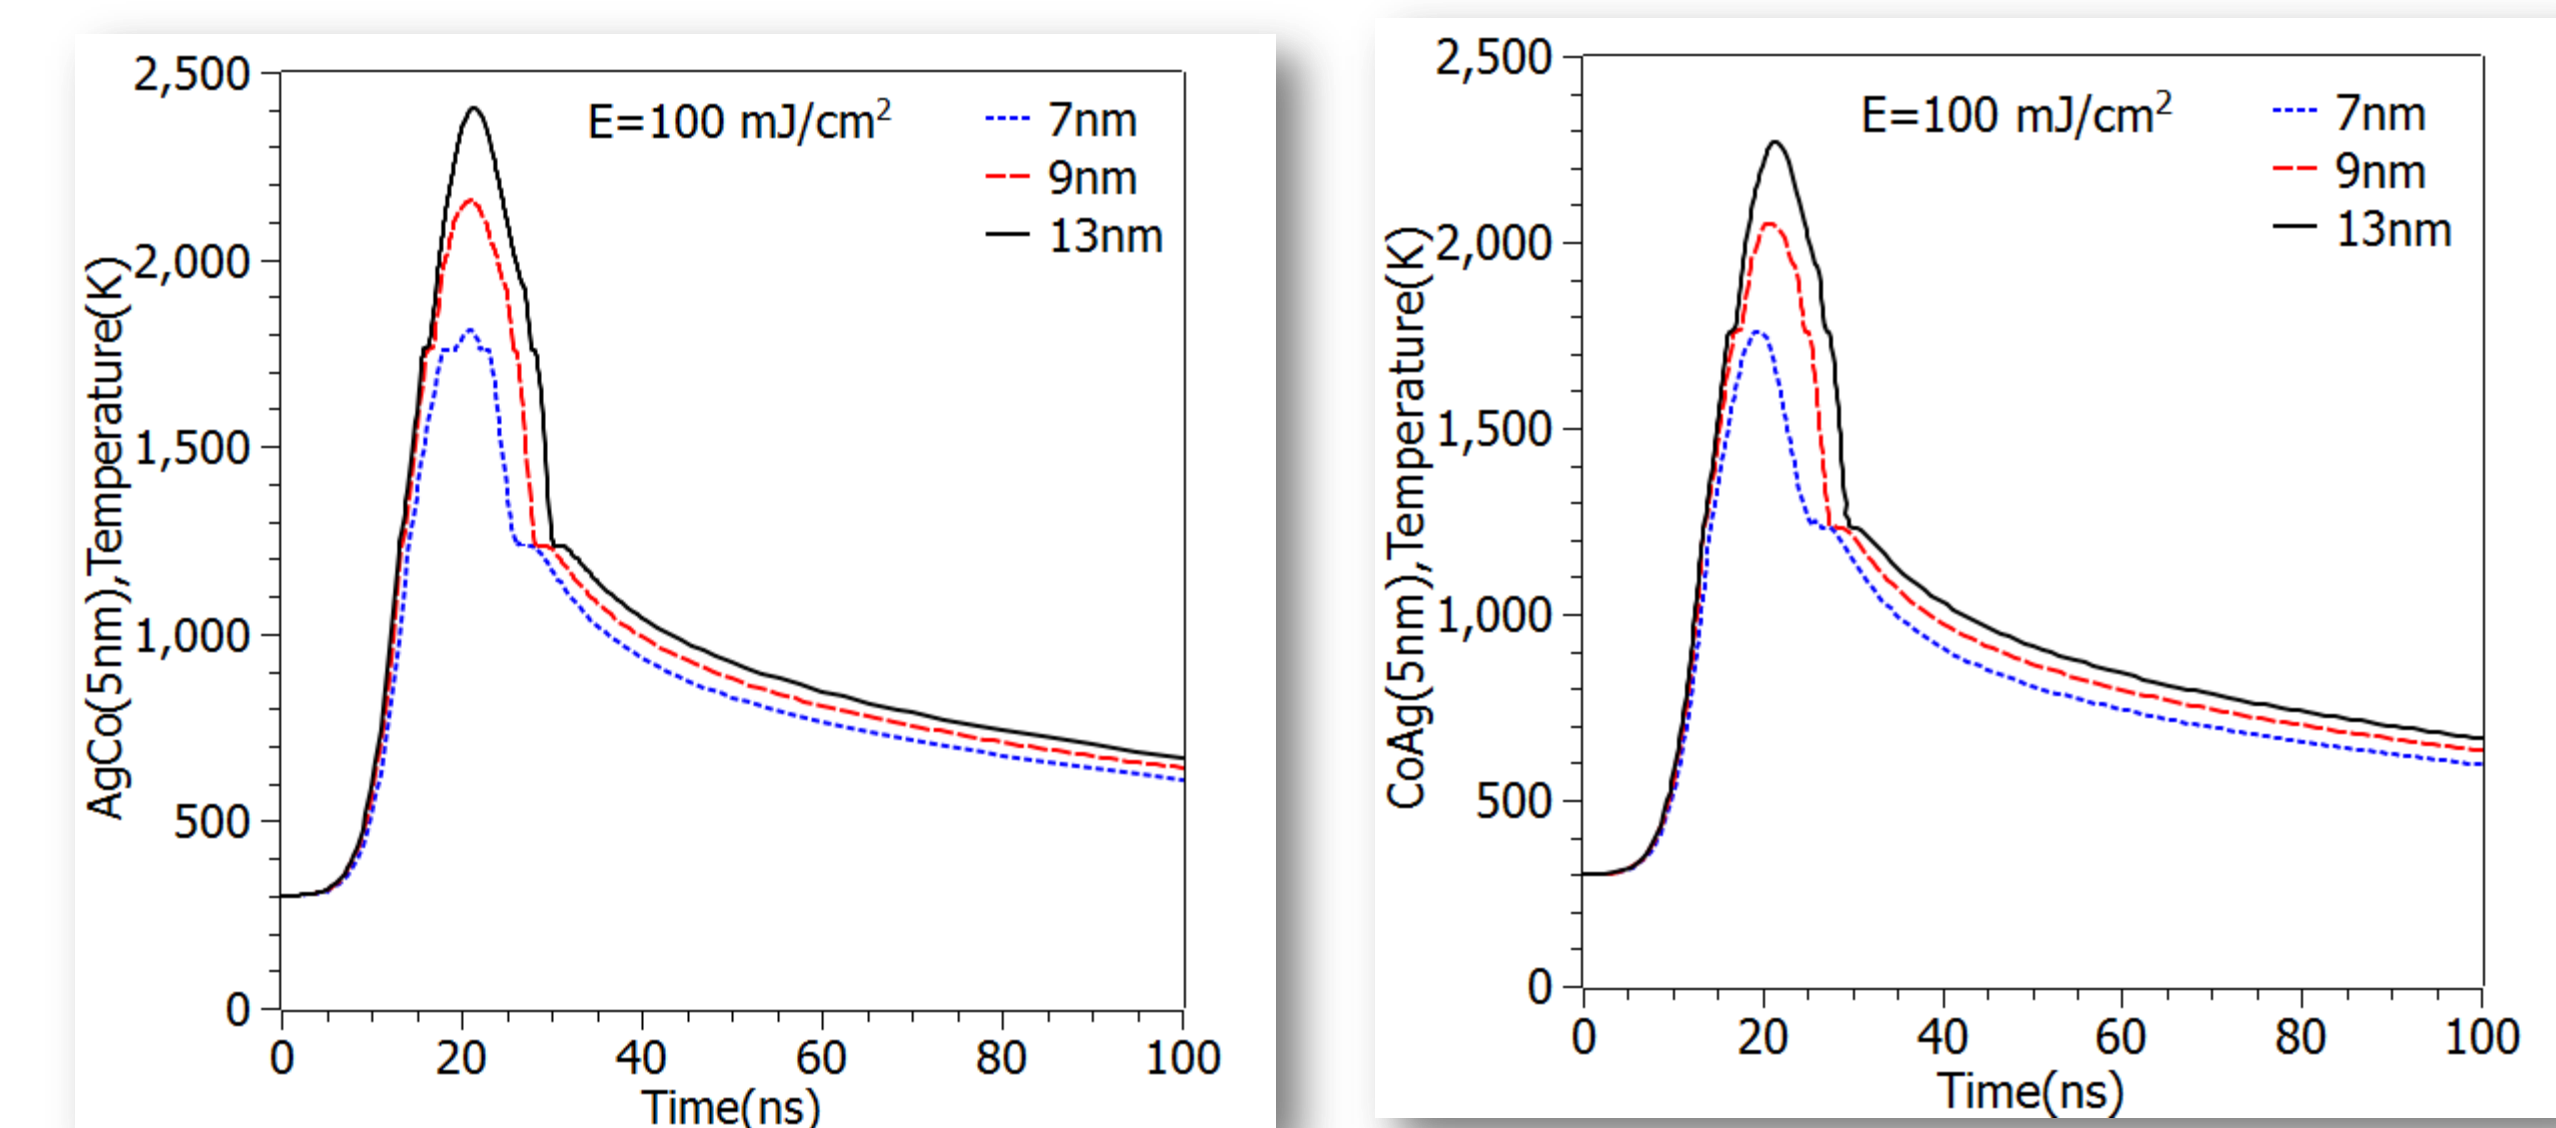 AgCo(5nm),Temperature(K)
2,500
2,000
1,500
1,000
500
0
E=100 mJ/cm²
7nm
9nm
13nm
0 20 40 60 80 100
Time(ns)
CoAg(5nm),Temperature(K)
2,500
2,000
1,500
1,000
500
0
E=100 mJ/cm²
7nm
9nm
13nm
0 20 40 60 80 100
Time(ns)